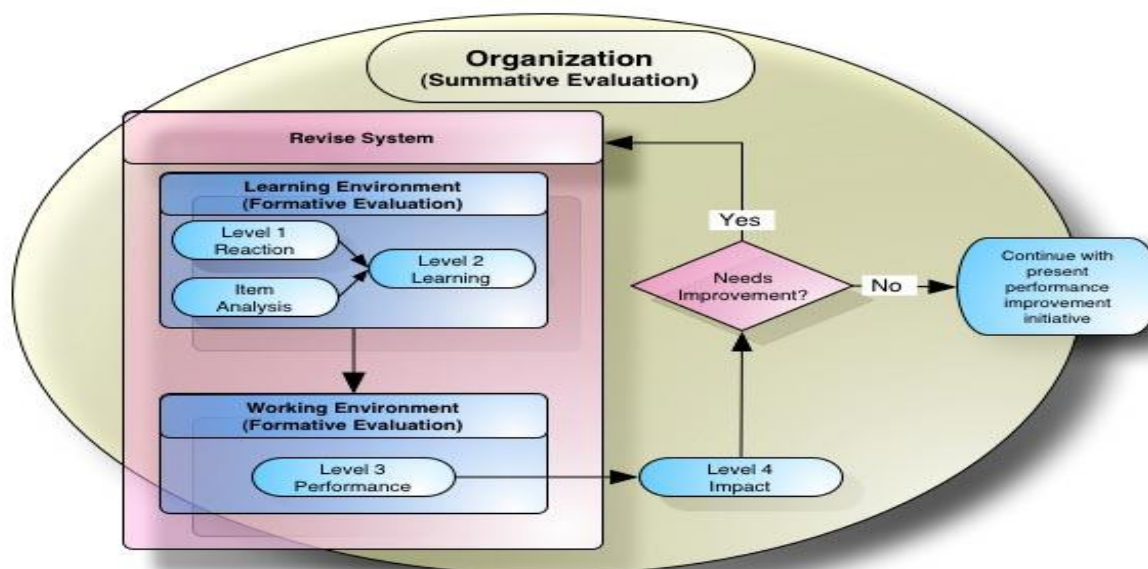 Organization
(Summative Evaluation)
Revise System
Learning Environment
(Formative Evaluation)
Level 1
Reaction
Level 2
Learning
Item
Analysis
Working Environment
(Formative Evaluation)
Level 3
Performance
Level 4
Impact
Yes
Needs
Improvement?
No
Continue with
present
performance
improvement
initiative